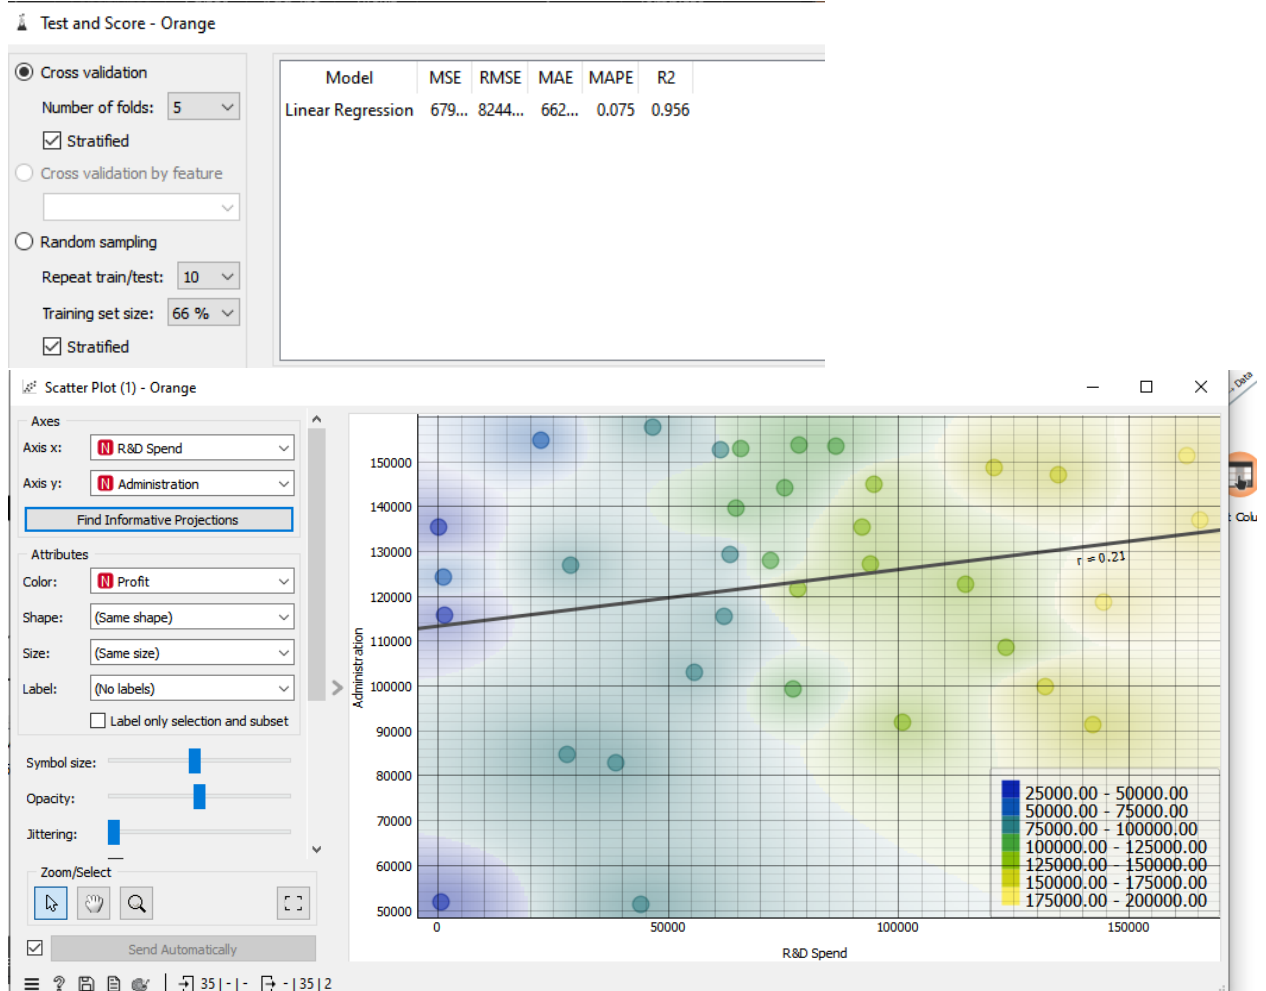 Test and Score - Orange
Cross validation
Number of folds: 5
Stratified
Cross validation by feature
Random sampling
Repeat train/test: 10
Training set size: 66 %
Stratified
Model MSE RMSE MAE MAPE R2
Linear Regression 679... 8244... 662... 0.075 0.956
Scatter Plot (1) - Orange
Data
Axes
Axis x: N R&D Spend
Axis y: N Administration
Find Informative Projections
Attributes
Color: N Profit
Shape: (Same shape)
Size: (Same size)
Label: (No labels)
Label only selection and subset
Symbol size:
Opacity:
Jittering:
Zoom/Select
Send Automatically
35 | - | - - | 35 | 2
150000
140000
130000
120000
110000
100000
90000
80000
70000
60000
50000
Administration
r = 0.21
25000.00 - 50000.00
50000.00 - 75000.00
75000.00 - 100000.00
100000.00 - 125000.00
125000.00 - 150000.00
150000.00 - 175000.00
175000.00 - 200000.00
0 50000 100000 150000
R&D Spend